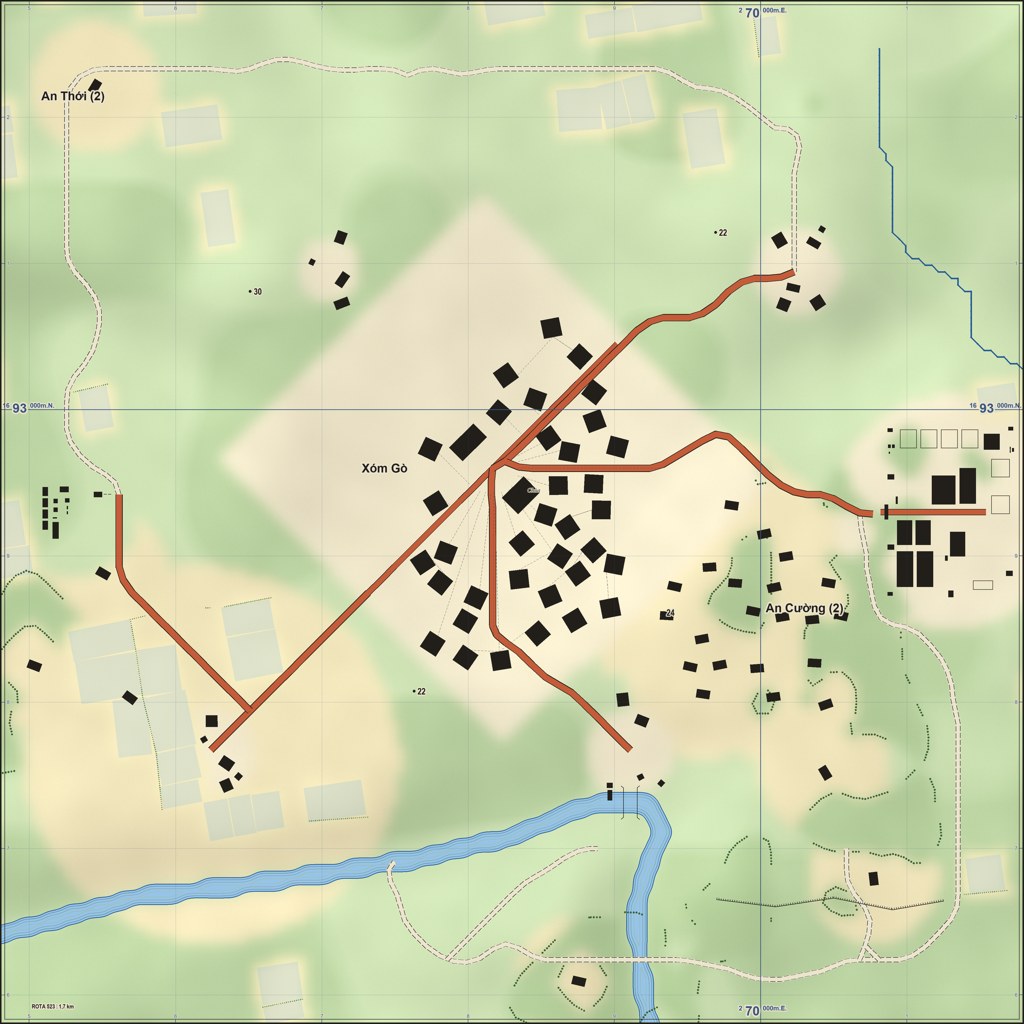 2 70 000m.E.
An Thới (2)
22
30
16 93 000m.N.
16 93 000m.N.
Xóm Gò
24
An Cường (2)
22
ROTA 823 : 1.7 km
2 70 000m.E.